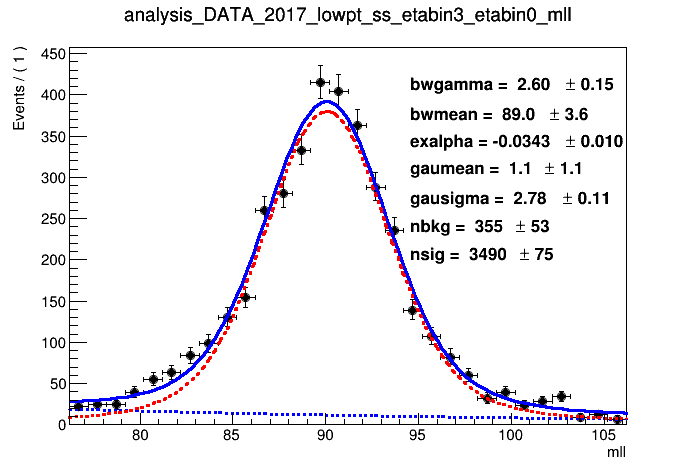 analysis_DATA_2017_lowpt_ss_etabin3_etabin0_mll
Events / ( 1 )
450
400
350
300
250
200
150
100
50
0
bwgamma = 2.60 ± 0.15
bwmean = 89.0 ± 3.6
exalpha = -0.0343 ± 0.010
gaumean = 1.1 ± 1.1
gausigma = 2.78 ± 0.11
nbkg = 355 ± 53
nsig = 3490 ± 75
80 85 90 95 100 105
mll